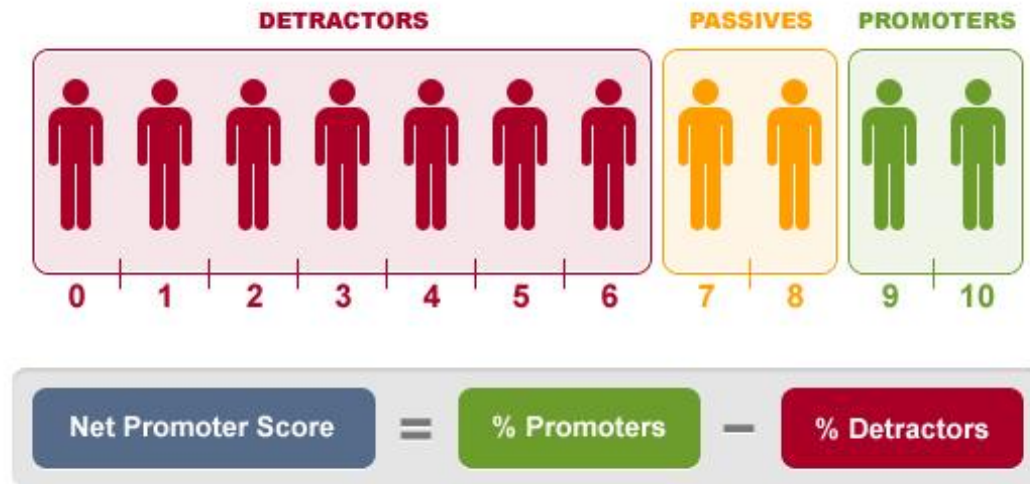 DETRACTORS PASSIVES PROMOTERS
0 1 2 3 4 5 6 7 8 9 10
Net Promoter Score = % Promoters − % Detractors